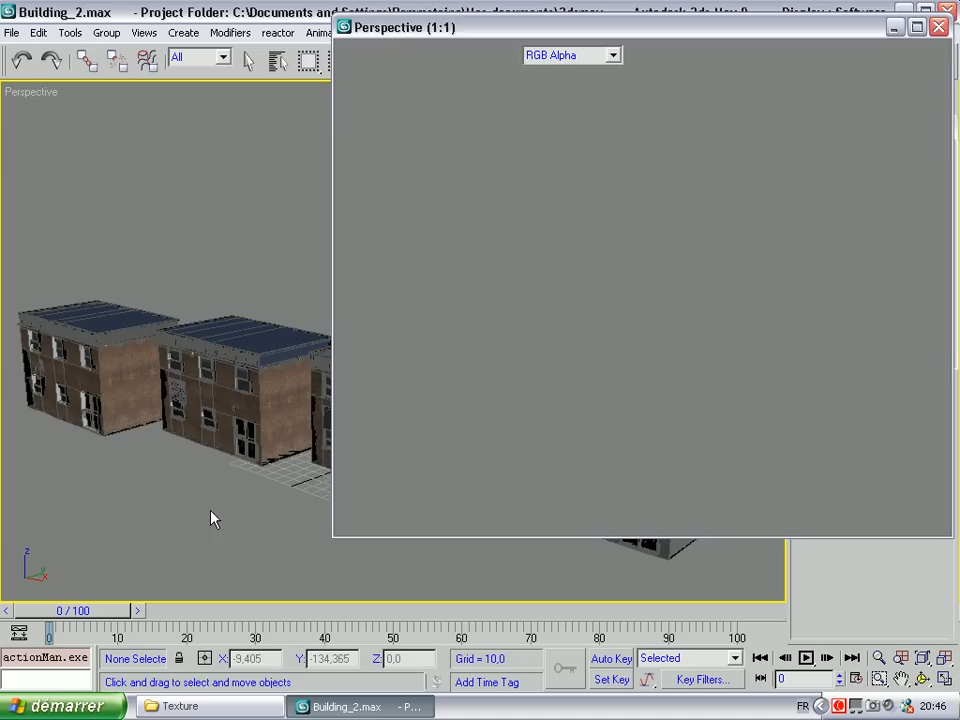 Building_2.max - Project Folder: C:\Documents and
Perspective (1:1)
File Edit Tools Group Views Create Modifiers reactor Anima
All
RGB Alpha
Perspective
z
y
x
0 / 100
0 10 20 30 40 50 60 70 80 90 100
actionMan.exe
None Selecte
X: -9,405
Y: -134,365
Z: 0,0
Grid = 10,0
Auto Key
Selected
Click and drag to select and move objects
Add Time Tag
Set Key
Key Filters...
0
démarrer
Texture
Building_2.max - P...
FR
20:46